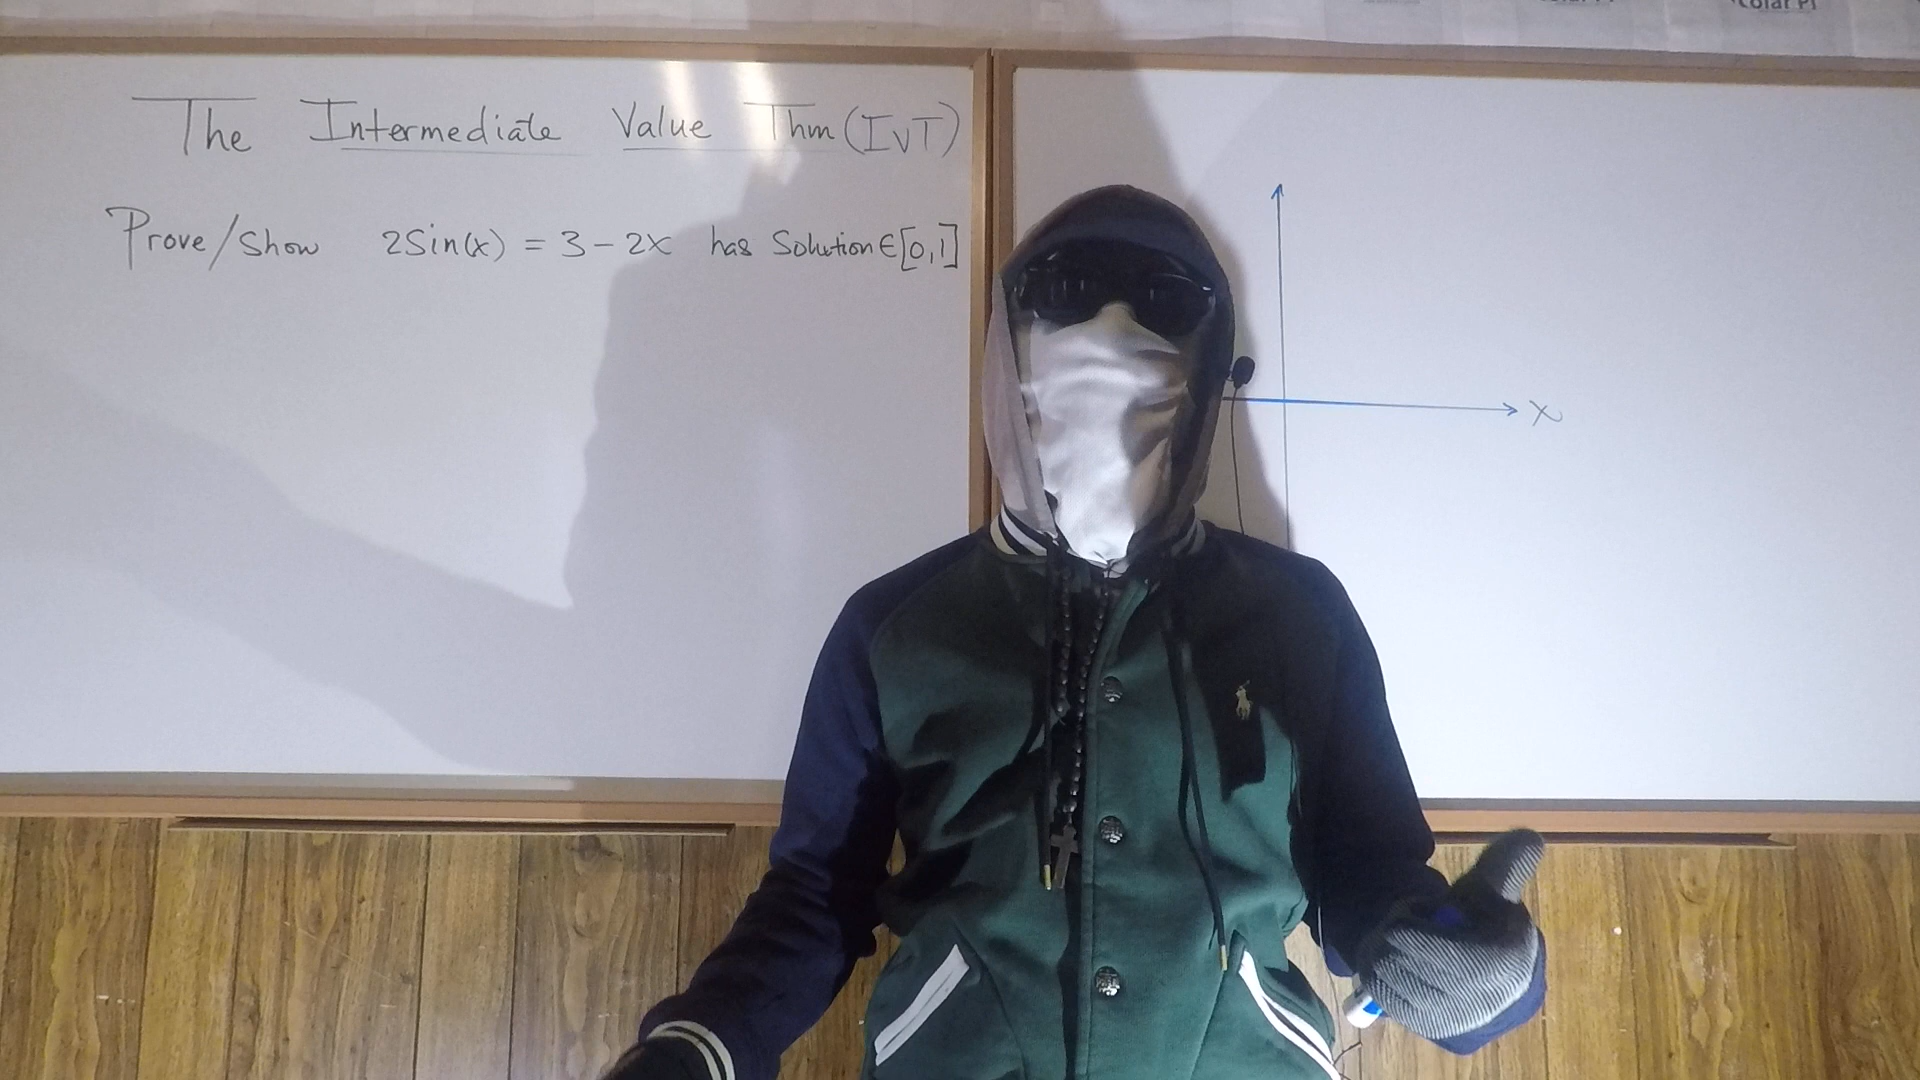 The Intermediate Value Thm (IVT)
Prove/Show 2Sin(x) = 3 - 2x has Solution ∈ [0,1]
x